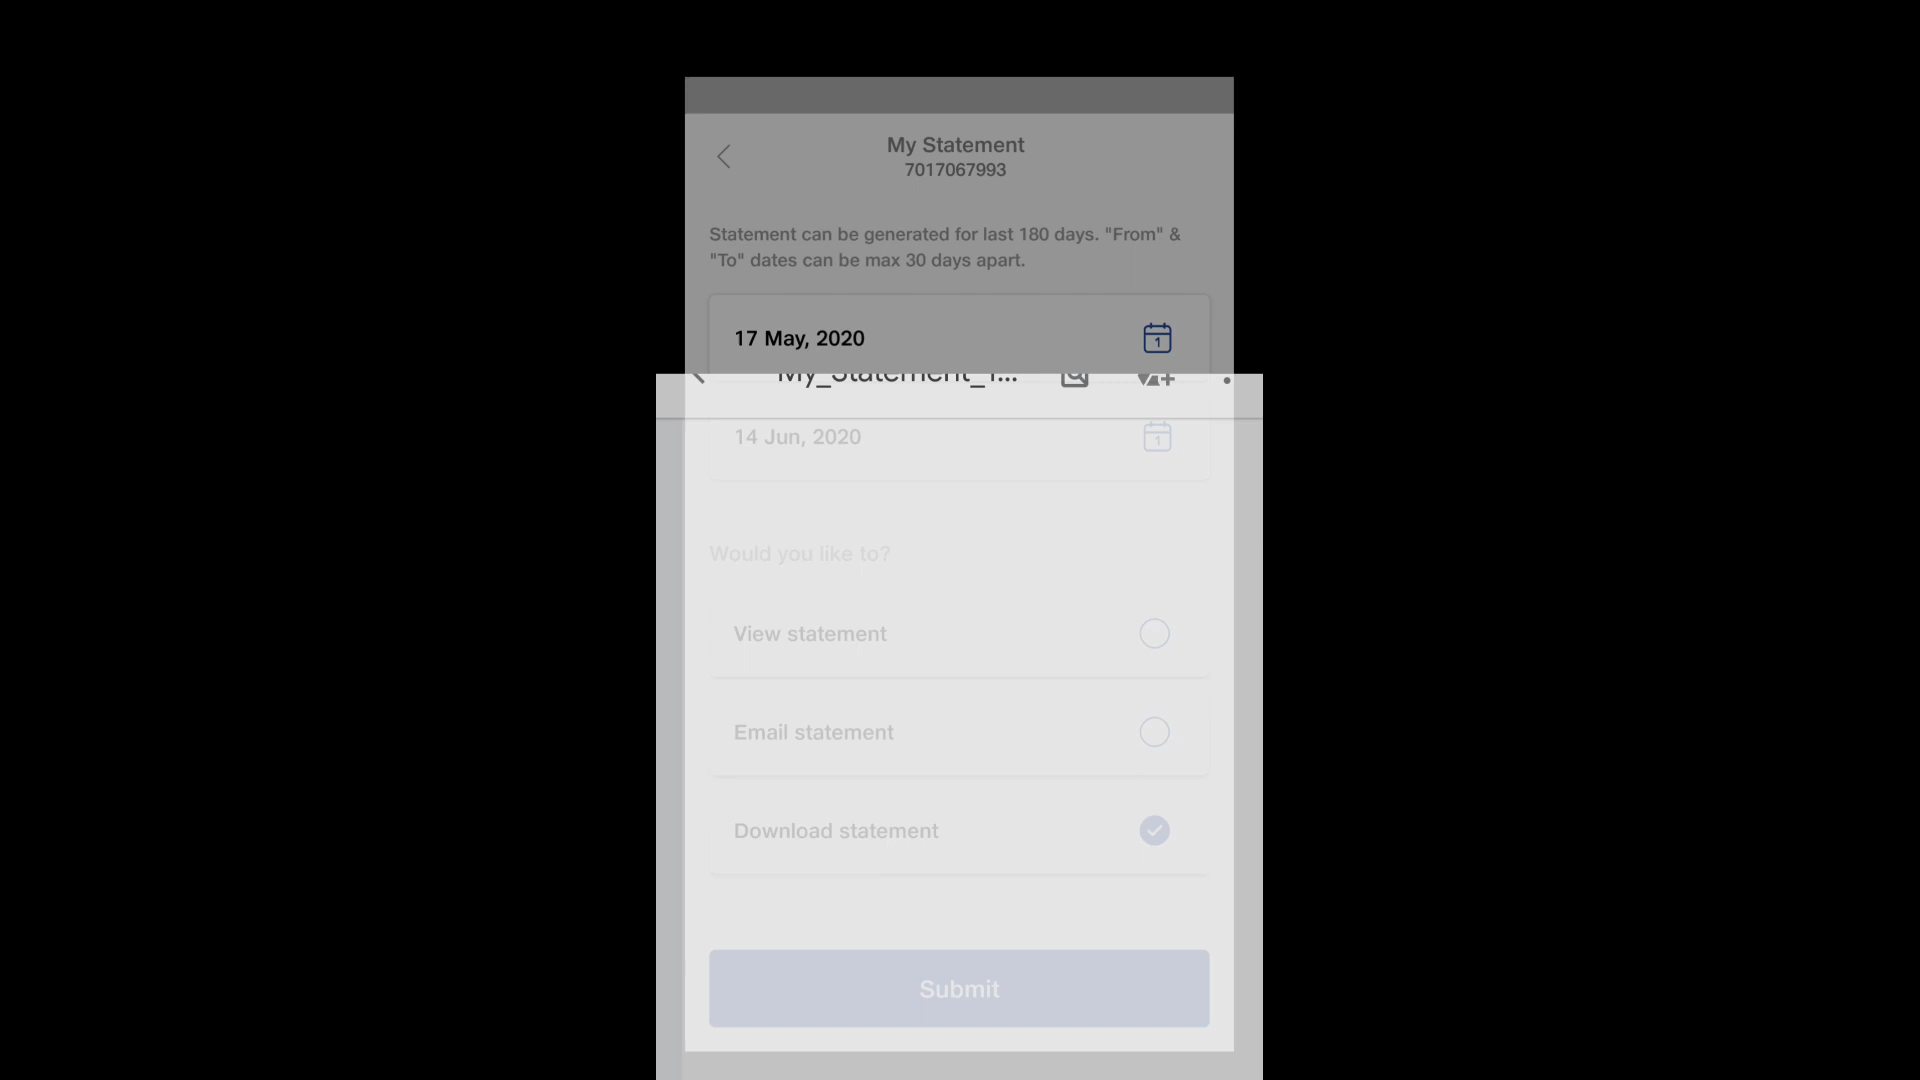 My Statement
7017067993
Statement can be generated for last 180 days. "From" &
"To" dates can be max 30 days apart.
17 May, 2020
1
My_Statement_1...
14 Jun, 2020
1
Would you like to?
View statement
Email statement
Download statement
Submit